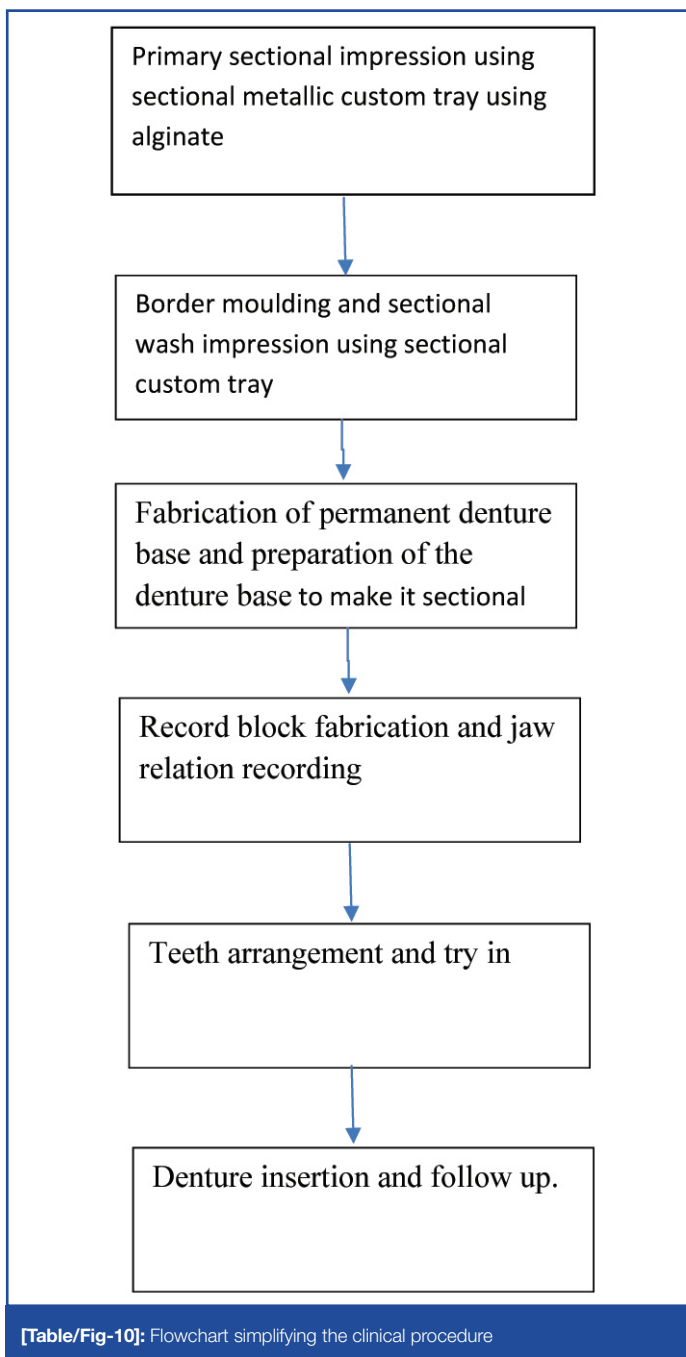 Primary sectional impression using
sectional metallic custom tray using
alginate
Border moulding and sectional
wash impression using sectional
custom tray
Fabrication of permanent denture
base and preparation of the
denture base to make it sectional
Record block fabrication and jaw
relation recording
Teeth arrangement and try in
Denture insertion and follow up.
[Table/Fig-10]: Flowchart simplifying the clinical procedure